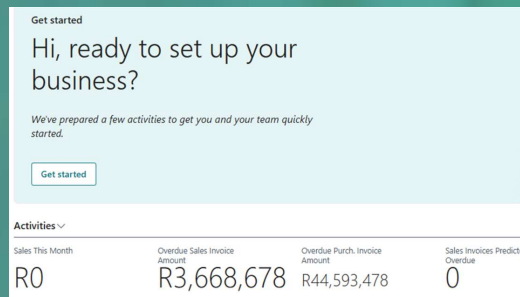 Get started
Hi, ready to set up your
business?
We've prepared a few activities to get you and your team quickly
started.
Get started
Activities
Sales This Month
R0
Overdue Sales Invoice
Amount
R3,668,678
Overdue Purch. Invoice
Amount
R44,593,478
Sales Invoices
Overdue
0